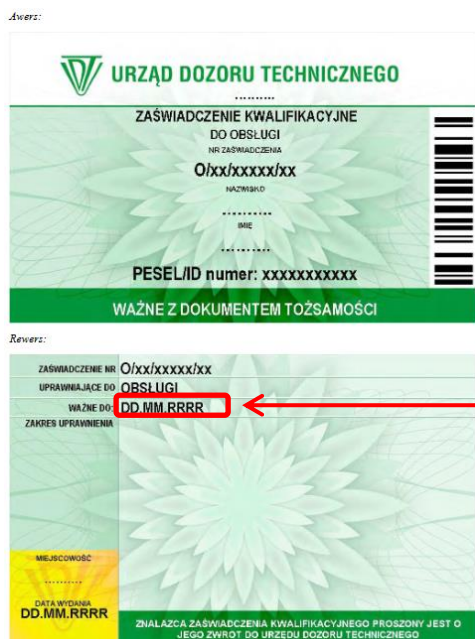 Awers:
UDT URZĄD DOZORU TECHNICZNEGO
..........
ZAŚWIADCZENIE KWALIFIKACYJNE
DO OBSŁUGI
NR ZAŚWIADCZENIA
O/xx/xxxxx/xx
NAZWISKO
..........
IMIĘ
..........
PESEL/ID numer: xxxxxxxxxxx
WAŻNE Z DOKUMENTEM TOŻSAMOŚCI
Rewers:
ZAŚWIADCZENIE NR O/xx/xxxxx/xx
UPRAWNIAJĄCE DO OBSŁUGI
WAŻNE DO: DD.MM.RRRR
ZAKRES UPRAWNIENIA
MIEJSCOWOŚĆ
..........
DATA WYDANIA
DD.MM.RRRR
ZNALAZCA ZAŚWIADCZENIA KWALIFIKACYJNEGO PROSZONY JEST O
JEGO ZWROT DO URZĘDU DOZORU TECHNICZNEGO